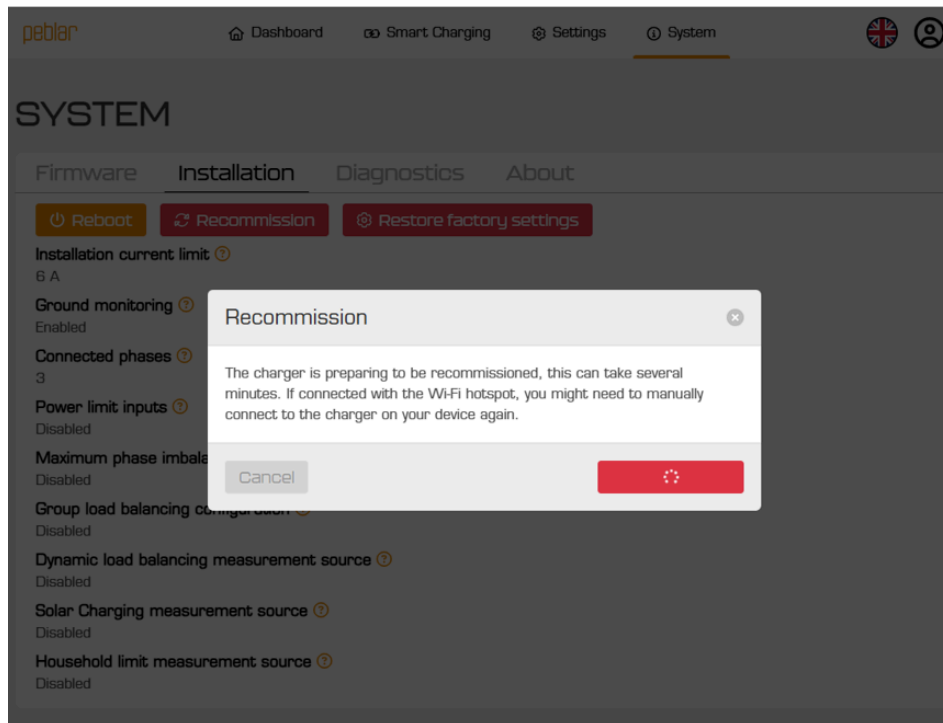 peblar
Dashboard
Smart Charging
Settings
System
SYSTEM
Firmware
Installation
Diagnostics
About
Reboot
Recommission
Restore factory settings
Installation current limit ?
6 A
Ground monitoring ?
Enabled
Connected phases ?
3
Power limit inputs ?
Disabled
Maximum phase imbala
Disabled
Group load balancing configuration ?
Disabled
Dynamic load balancing measurement source ?
Disabled
Solar Charging measurement source ?
Disabled
Household limit measurement source ?
Disabled
Recommission
The charger is preparing to be recommissioned, this can take several
minutes. If connected with the Wi-Fi hotspot, you might need to manually
connect to the charger on your device again.
Cancel